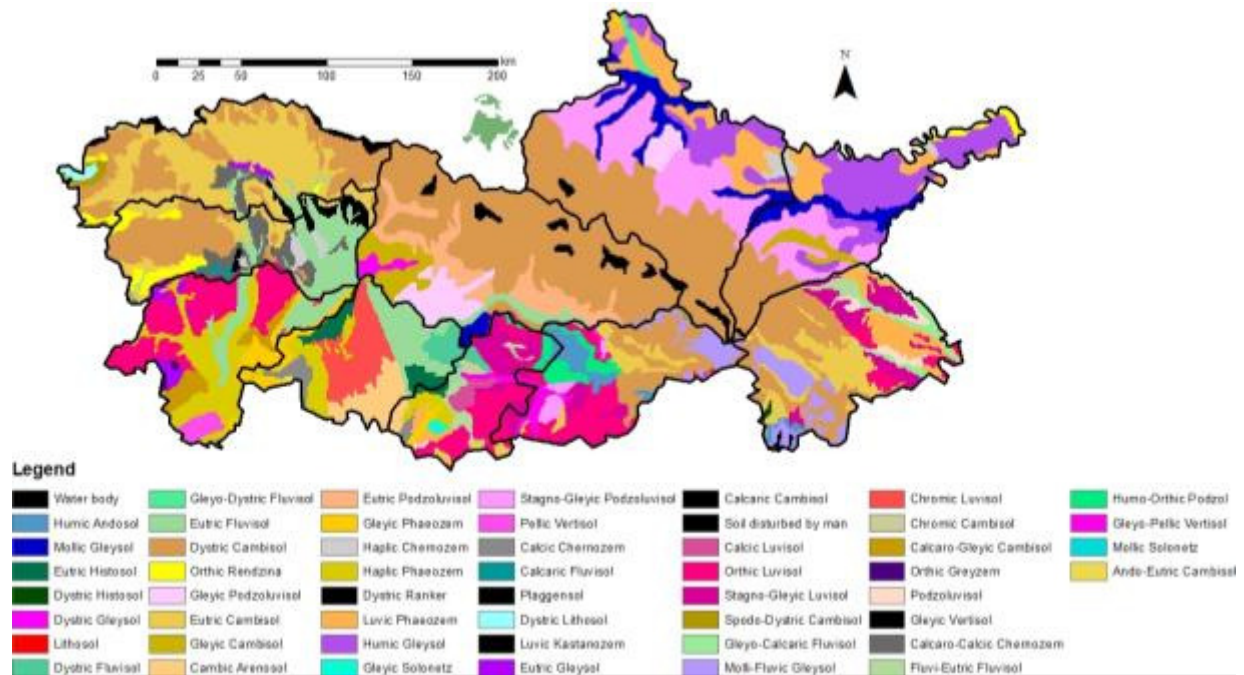 N
km
0 25 50 100 150 200
Legend
Water body Gleyo-Dystric Fluvisol Eutric Podzoluvisol Stagno-Gleyic Podzoluvisol Calcaric Cambisol Chromic Luvisol Humo-Orthic Podzol
Humic Andosol Eutric Fluvisol Gleyic Phaeozem Pellic Vertisol Soil disturbed by man Chromic Cambisol Gleyo-Pellic Vertisol
Mollic Gleysol Dystric Cambisol Haplic Chernozem Calcic Chernozem Calcic Luvisol Calcaro-Gleyic Cambisol Mollic Solonetz
Eutric Histosol Orthic Rendzina Haplic Phaeozem Calcaric Fluvisol Orthic Luvisol Orthic Greyzem Ando-Eutric Cambisol
Dystric Histosol Gleyic Podzoluvisol Dystric Ranker Plaggensol Stagno-Gleyic Luvisol Podzoluvisol
Dystric Gleysol Eutric Cambisol Luvic Phaeozem Dystric Lithosol Spodo-Dystric Cambisol Gleyic Vertisol
Lithosol Gleyic Cambisol Humic Gleysol Luvic Kastanozem Gleyo-Calcaric Fluvisol Calcaro-Calcic Chernozem
Dystric Fluvisol Cambic Arenosol Gleyic Solonetz Eutric Gleysol Molli-Fluvic Gleysol Fluvi-Eutric Fluvisol